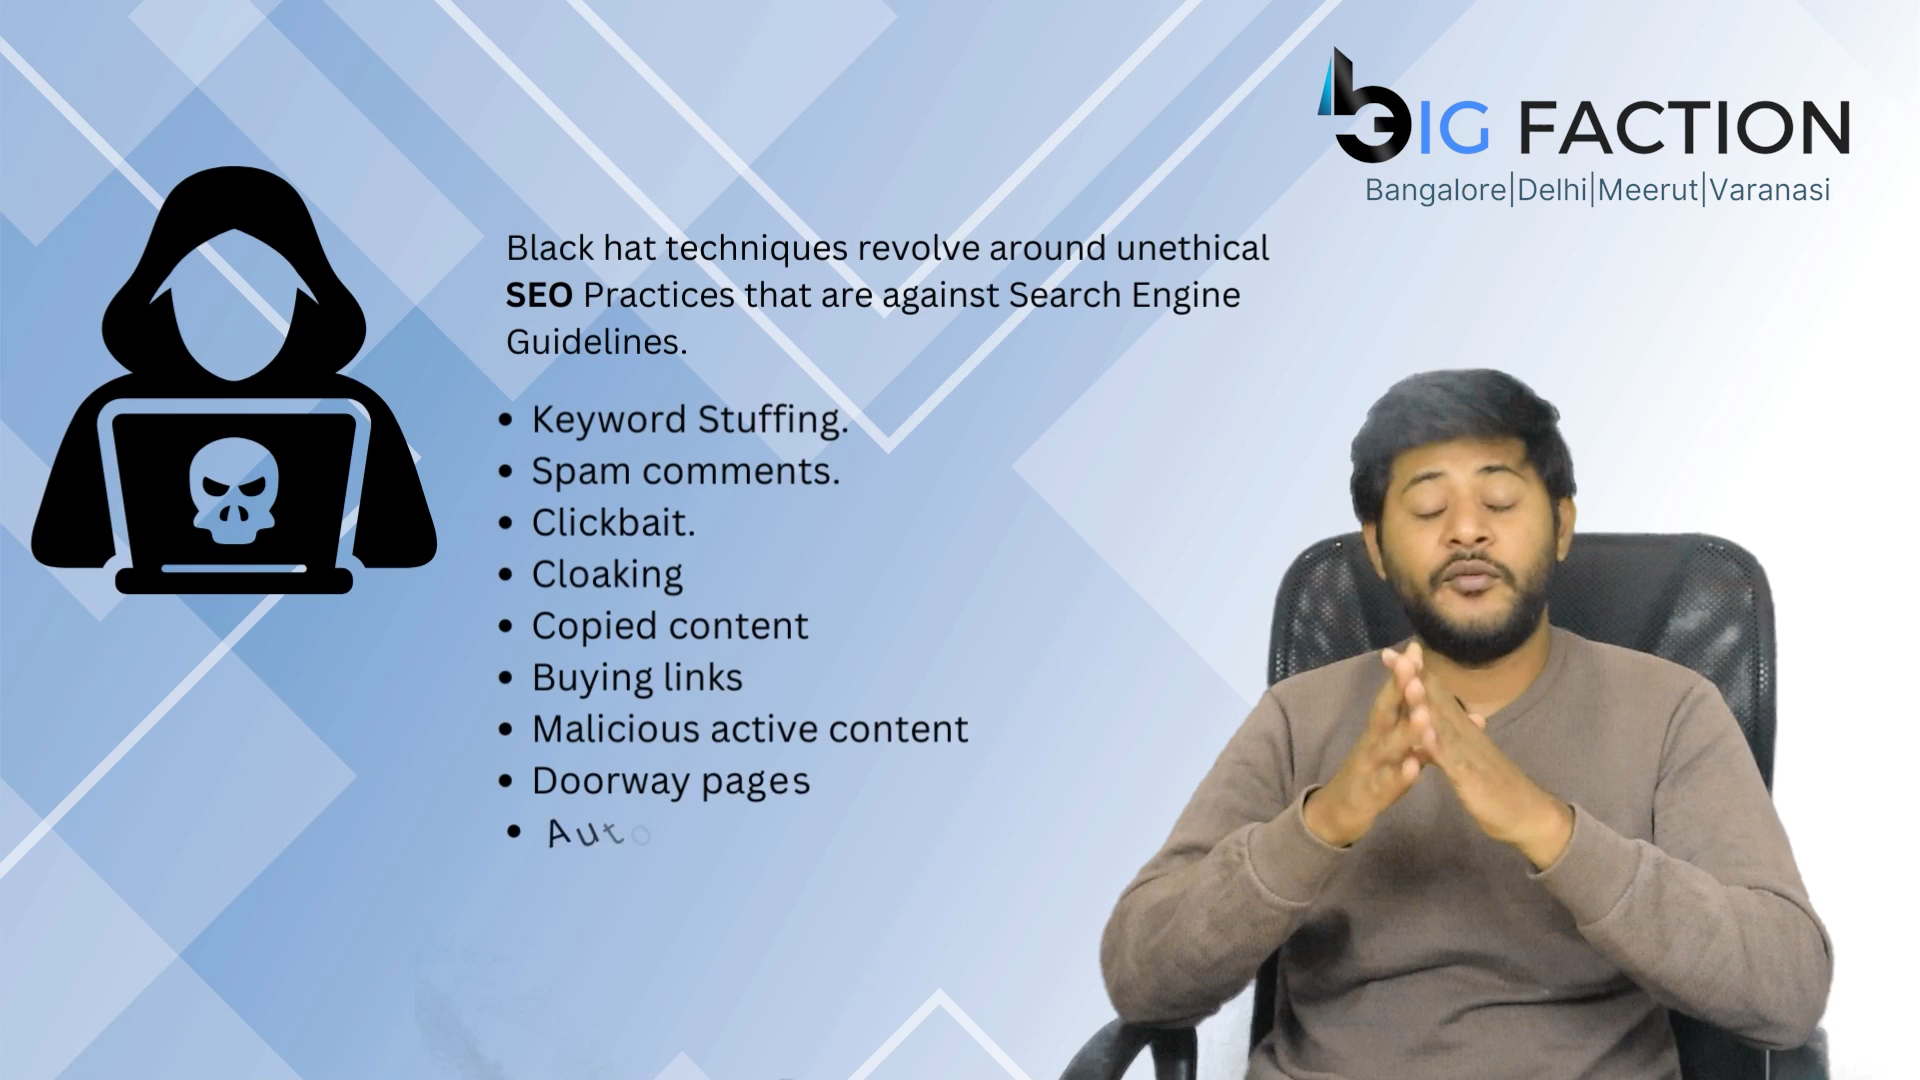 BIG FACTION
Bangalore|Delhi|Meerut|Varanasi
Black hat techniques revolve around unethical
SEO Practices that are against Search Engine
Guidelines.
• Keyword Stuffing.
• Spam comments.
• Clickbait.
• Cloaking
• Copied content
• Buying links
• Malicious active content
• Doorway pages
• Auto